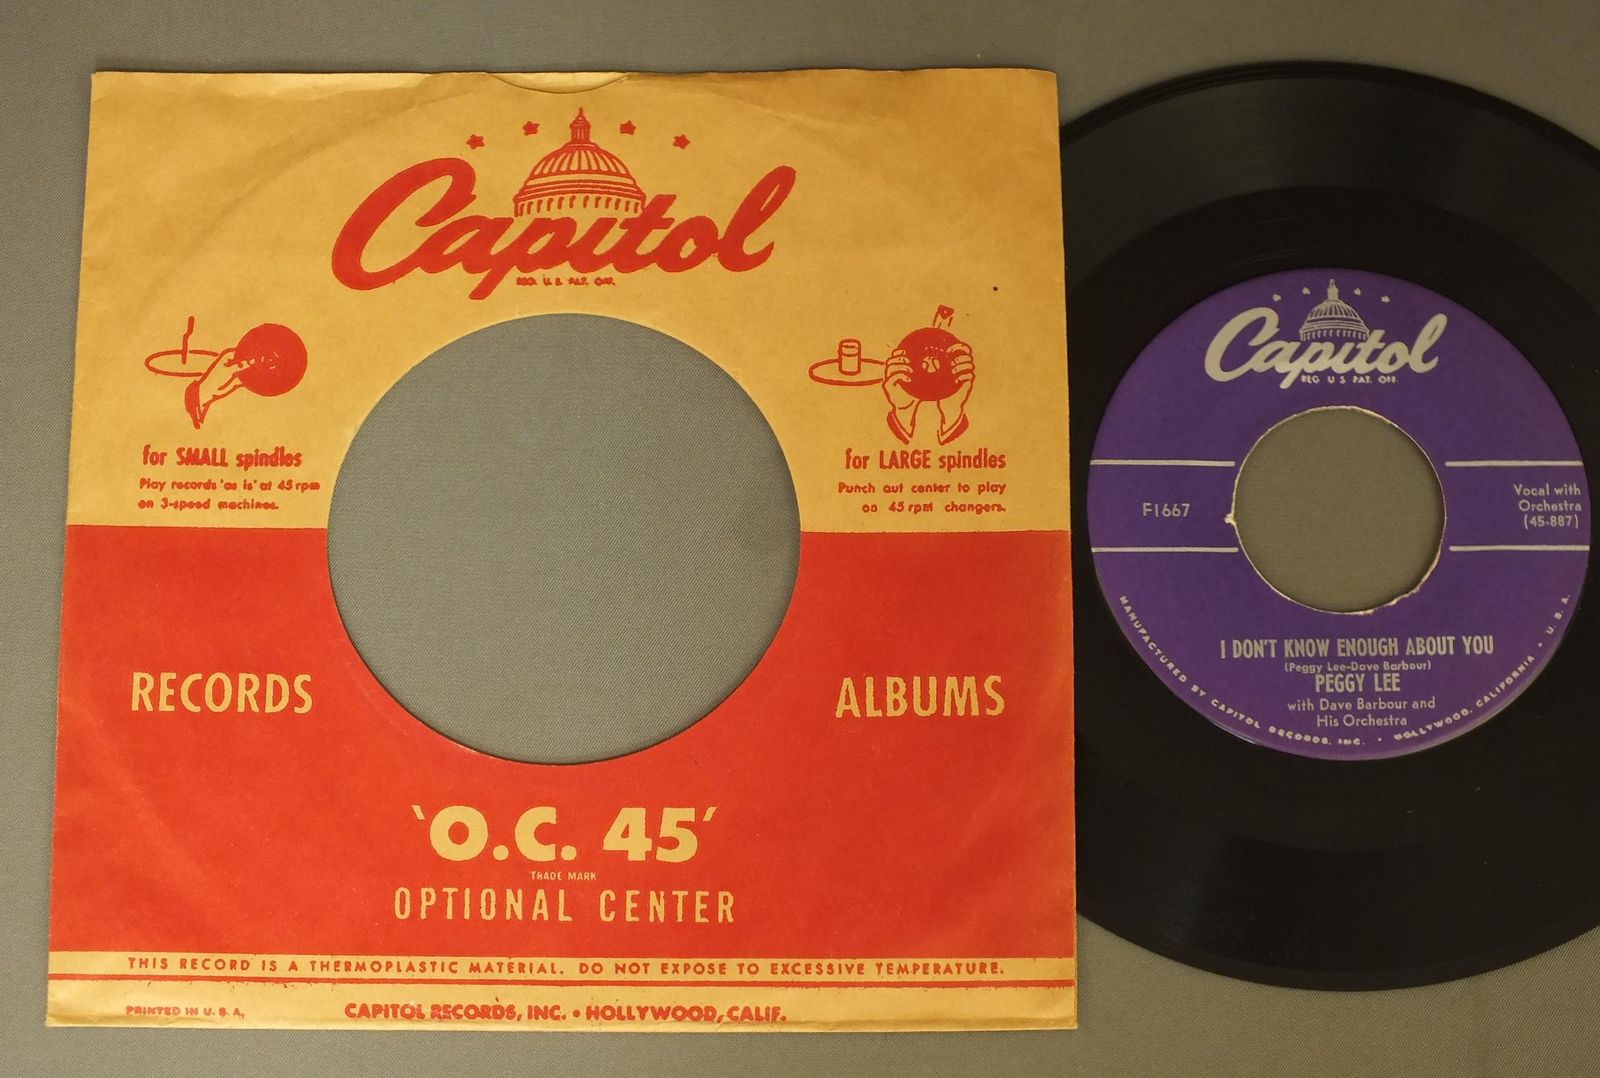 Capitol
REG. U.S. PAT. OFF.
for SMALL spindles
Play records 'as is' at 45 rpm
on 3-speed machines.
for LARGE spindles
Punch out center to play
on 45 rpm changers.
RECORDS
ALBUMS
'O.C. 45'
TRADE MARK
OPTIONAL CENTER
THIS RECORD IS A THERMOPLASTIC MATERIAL. DO NOT EXPOSE TO EXCESSIVE TEMPERATURE.
PRINTED IN U.S.A.
CAPITOL RECORDS, INC. • HOLLYWOOD, CALIF.
Capitol
REG. U.S. PAT. OFF.
F1667
Vocal with
Orchestra
(45-887)
I DON'T KNOW ENOUGH ABOUT YOU
(Peggy Lee-Dave Barbour)
PEGGY LEE
with Dave Barbour and
His Orchestra
MANUFACTURED BY CAPITOL RECORDS, INC. • HOLLYWOOD, CALIFORNIA • U.S.A.